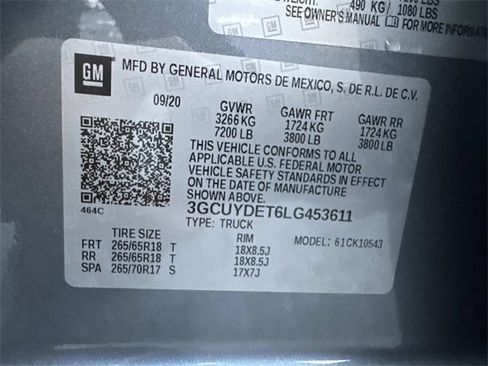 490 KG / 1080 LBS
SEE OWNER'S MANUAL FOR MORE INFORMATION
GM
MFD BY GENERAL MOTORS DE MEXICO, S. DE R.L. DE C.V.
09/20 GVWR GAWR FRT GAWR RR
3266 KG 1724 KG 1724 KG
7200 LB 3800 LB 3800 LB
THIS VEHICLE CONFORMS TO ALL
APPLICABLE U.S. FEDERAL MOTOR
VEHICLE SAFETY STANDARDS IN EFFECT
ON THE DATE OF MANUFACTURE
SHOWN ABOVE.
464C 3GCUYDET6LG453611
TYPE: TRUCK
TIRE SIZE RIM MODEL: 61CK10543
FRT 265/65R18 T 18X8.5J
RR 265/65R18 T 18X8.5J
SPA 265/70R17 S 17X7J